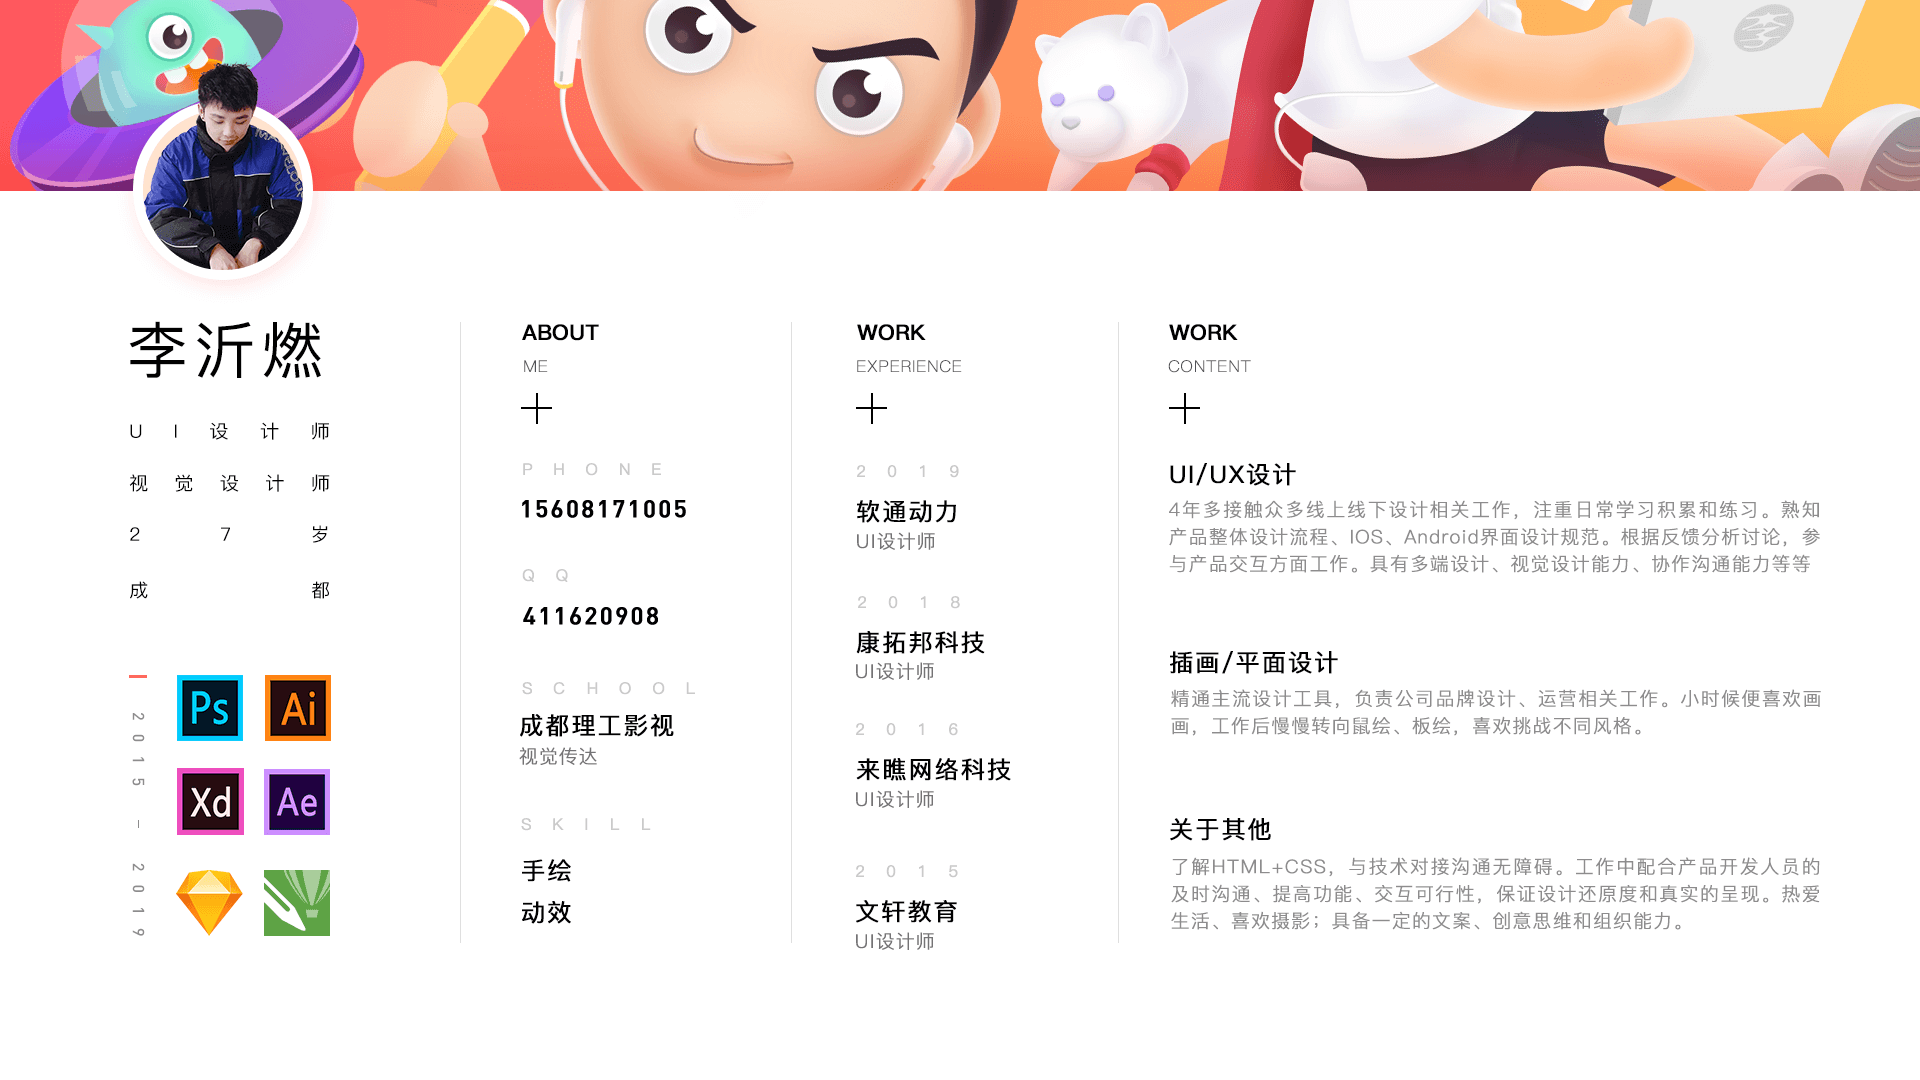 李沂燃
UI设计师
视觉设计师
27岁
成都
2015 – 2019
Ps
Ai
Xd
Ae
ABOUT
ME
PHONE
15608171005
QQ
411620908
SCHOOL
成都理工影视
视觉传达
SKILL
手绘
动效
WORK
EXPERIENCE
2019
软通动力
UI设计师
2018
康拓邦科技
UI设计师
2016
来瞧网络科技
UI设计师
2015
文轩教育
UI设计师
WORK
CONTENT
UI/UX设计
4年多接触众多线上线下设计相关工作，注重日常学习积累和练习。熟知
产品整体设计流程、IOS、Android界面设计规范。根据反馈分析讨论，参
与产品交互方面工作。具有多端设计、视觉设计能力、协作沟通能力等等
插画/平面设计
精通主流设计工具，负责公司品牌设计、运营相关工作。小时候便喜欢画
画，工作后慢慢转向鼠绘、板绘，喜欢挑战不同风格。
关于其他
了解HTML+CSS，与技术对接沟通无障碍。工作中配合产品开发人员的
及时沟通、提高功能、交互可行性，保证设计还原度和真实的呈现。热爱
生活、喜欢摄影；具备一定的文案、创意思维和组织能力。